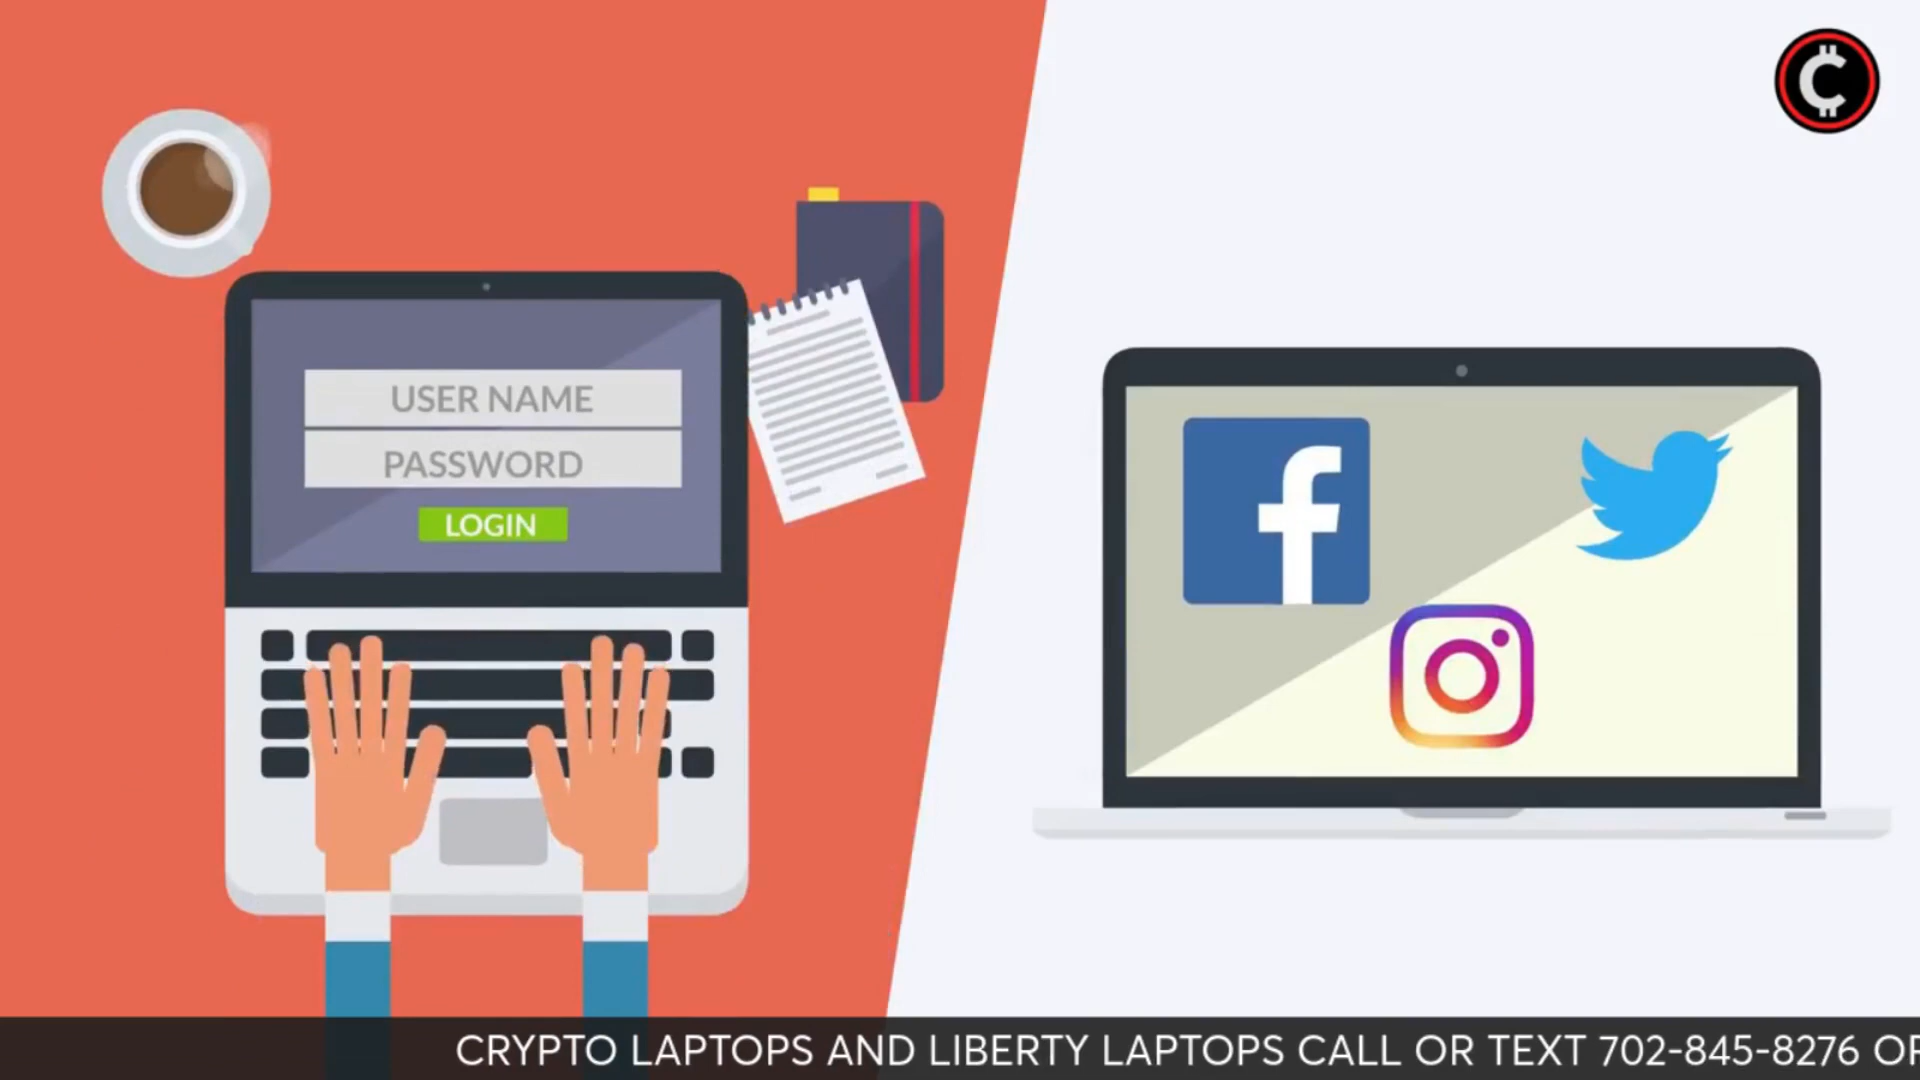 USER NAME
PASSWORD
LOGIN
CRYPTO LAPTOPS AND LIBERTY LAPTOPS CALL OR TEXT 702-845-8276